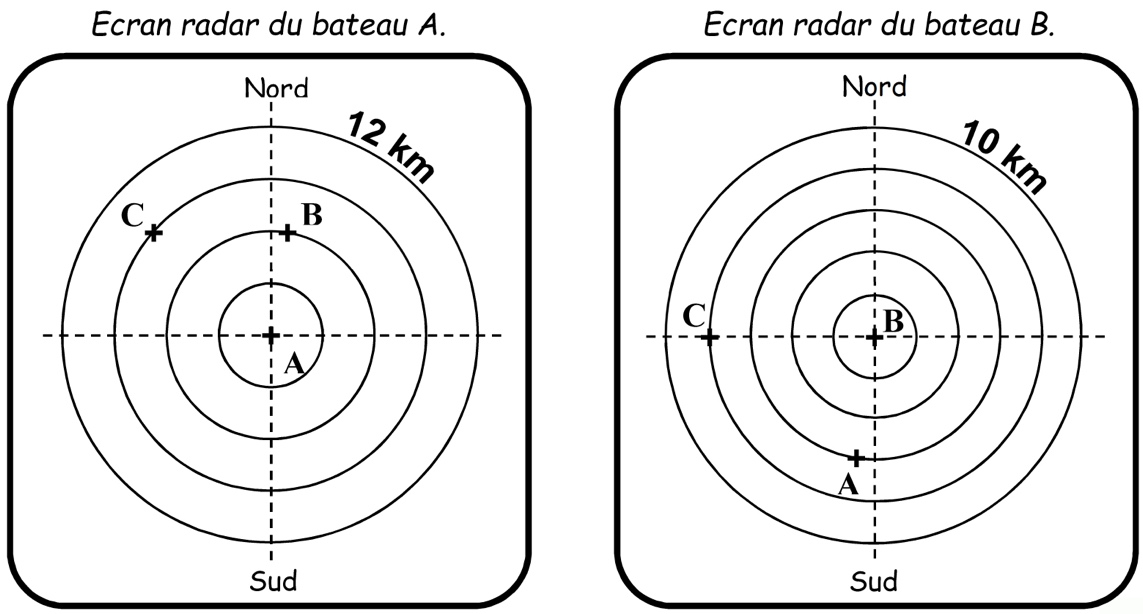 Ecran radar du bateau A.
Nord
12 km
C
B
A
Sud
Ecran radar du bateau B.
Nord
10 km
C
B
A
Sud